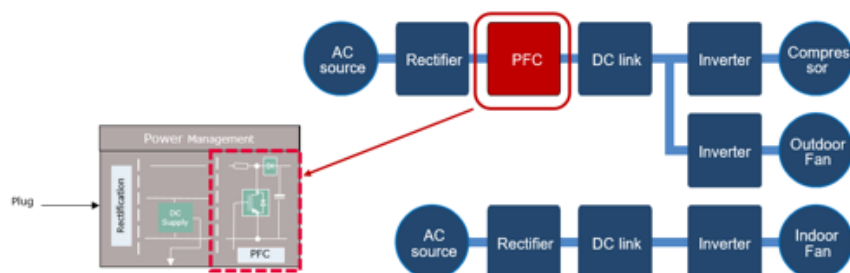 AC
source
Rectifier
PFC
DC link
Inverter
Compres
sor
Inverter
Outdoor
Fan
Power Management
Plug
Rectification
DC
Supply
PFC
AC
source
Rectifier
DC link
Inverter
Indoor
Fan